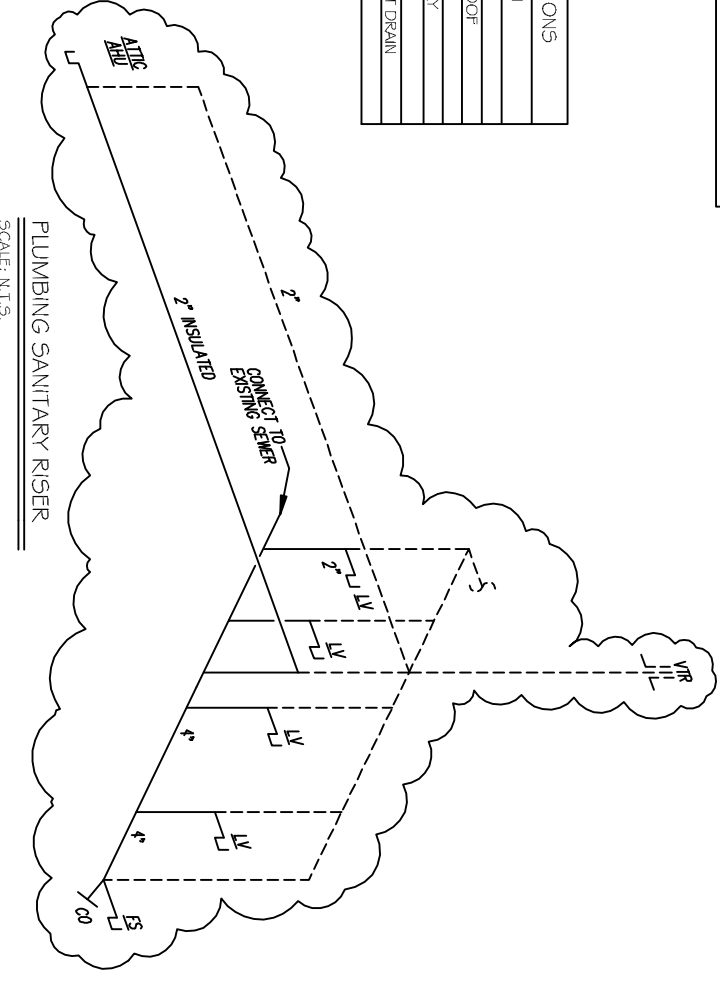 ONS
OOF
T DRAIN
VTR
2"
CONNECT TO
EXISTING SEWER
2" INSULATED
ATTIC
AHU
2"
LV
LV
LV
LV
4"
4"
FS
CO
PLUMBING SANITARY RISER
SCALE: N.T.S.